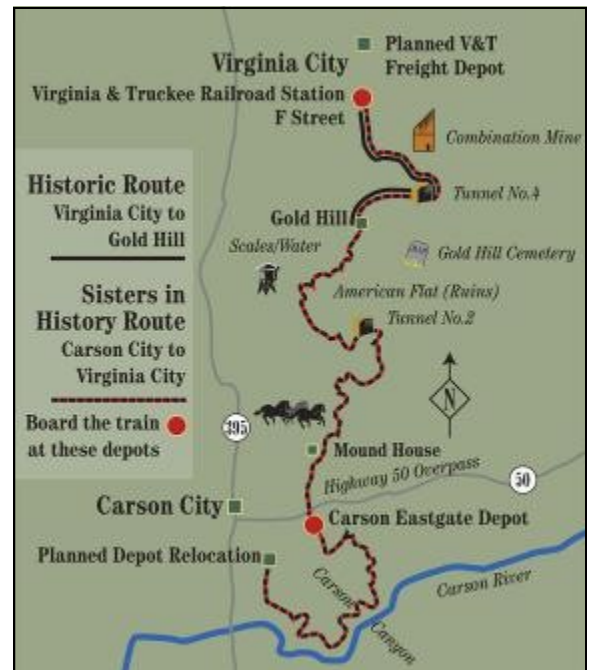 Planned V&T
Freight Depot
Virginia City
Virginia & Truckee Railroad Station
F Street
Combination Mine
Historic Route
Virginia City to
Gold Hill
Tunnel No.4
Gold Hill
Scales/Water
Gold Hill Cemetery
Sisters in
History Route
Carson City to
Virginia City
American Flat (Ruins)
Tunnel No.2
N
Board the train
at these depots
395
Mound House
Highway 50 Overpass
50
Carson City
Carson Eastgate Depot
Planned Depot Relocation
Carson River
Carson Canyon